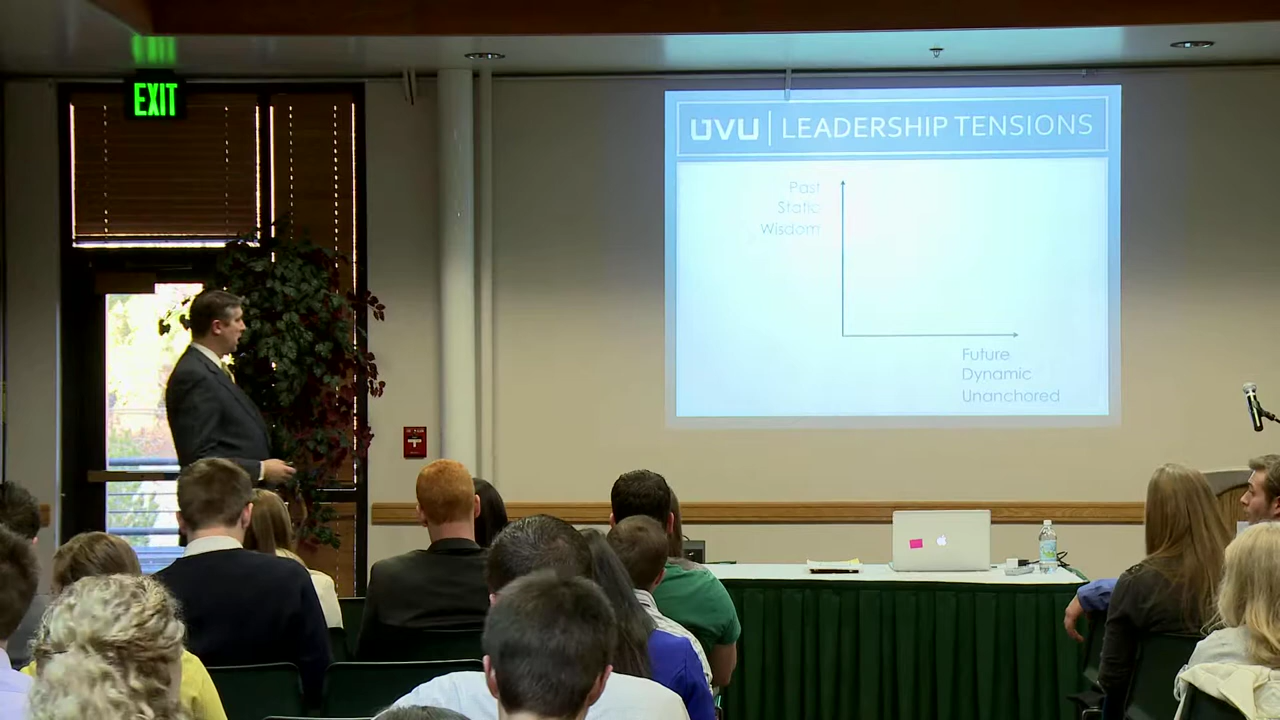 EXIT
UVU | LEADERSHIP TENSIONS
Past
Static
Wisdom
Future
Dynamic
Unanchored